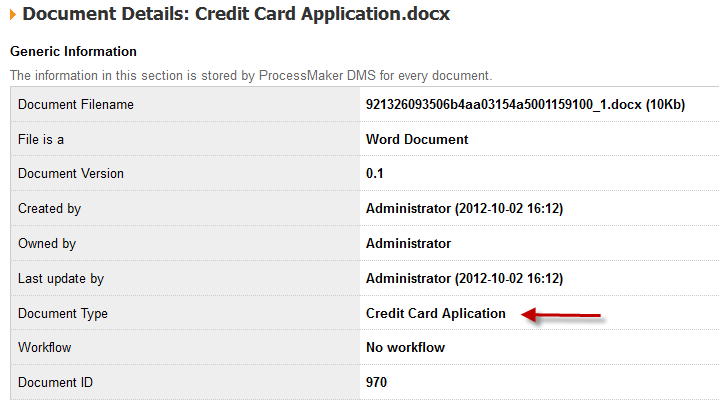 Document Details: Credit Card Application.docx
Generic Information
The information in this section is stored by ProcessMaker DMS for every document.
Document Filename 921326093506b4aa03154a5001159100_1.docx (10Kb)
File is a Word Document
Document Version 0.1
Created by Administrator (2012-10-02 16:12)
Owned by Administrator
Last update by Administrator (2012-10-02 16:12)
Document Type Credit Card Aplication
Workflow No workflow
Document ID 970